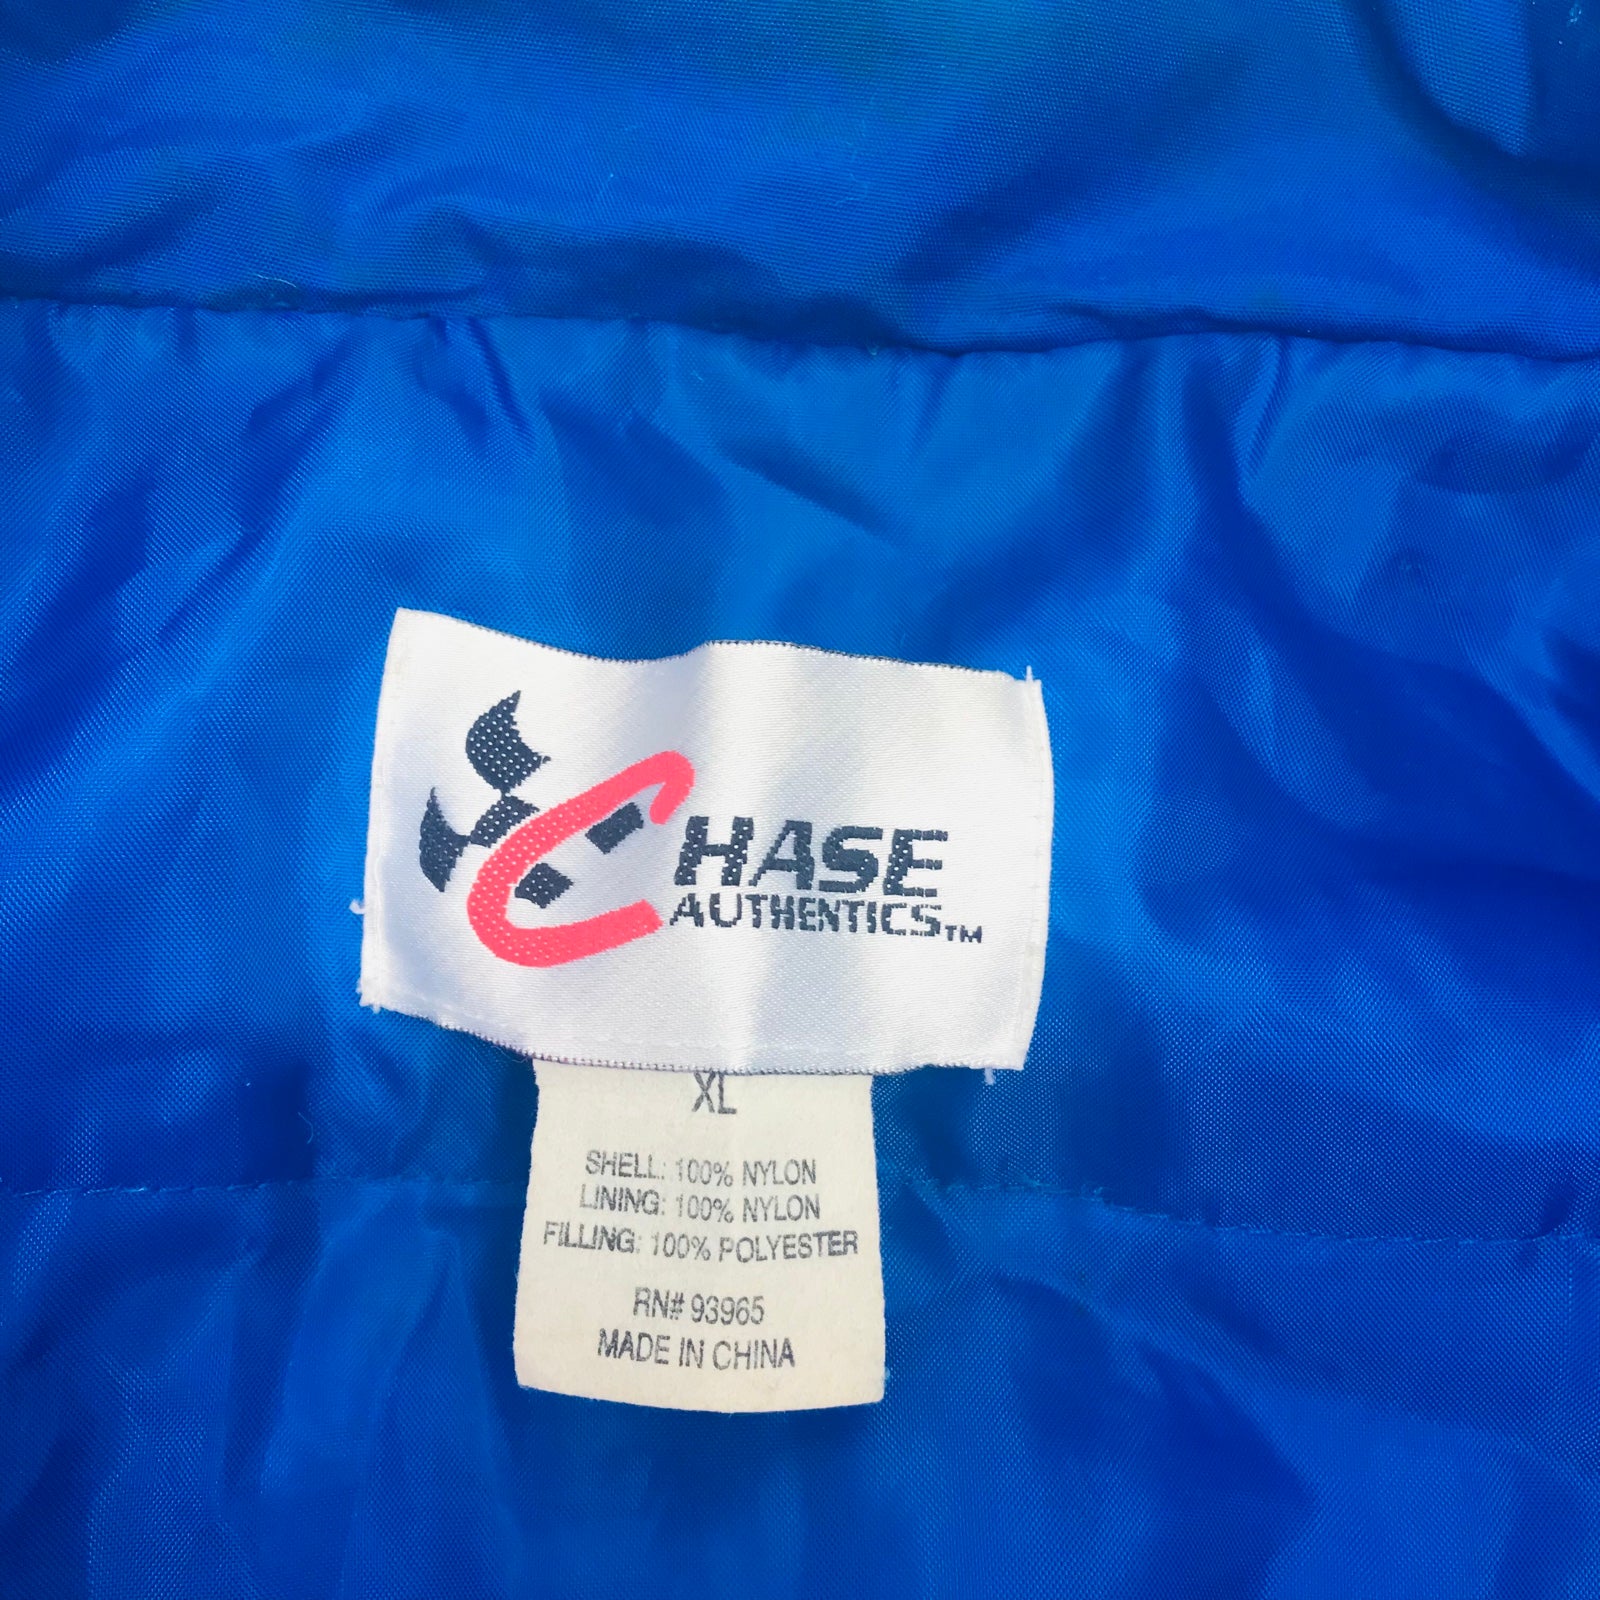 CHASE
AUTHENTICS™
XL
SHELL: 100% NYLON
LINING: 100% NYLON
FILLING: 100% POLYESTER
RN# 93965
MADE IN CHINA